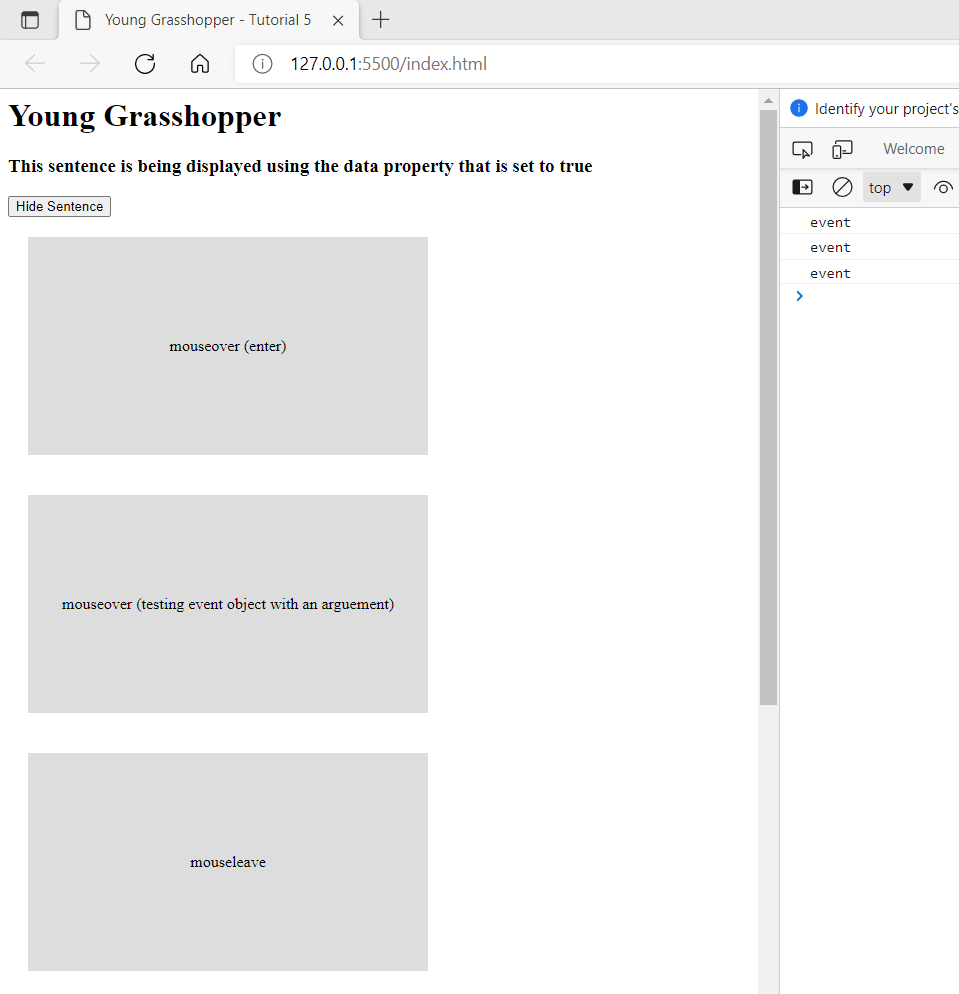 Young Grasshopper - Tutorial 5
127.0.0.1:5500/index.html
Young Grasshopper
This sentence is being displayed using the data property that is set to true
Hide Sentence
mouseover (enter)
mouseover (testing event object with an arguement)
mouseleave
Identify your project's
Welcome
top
event
event
event